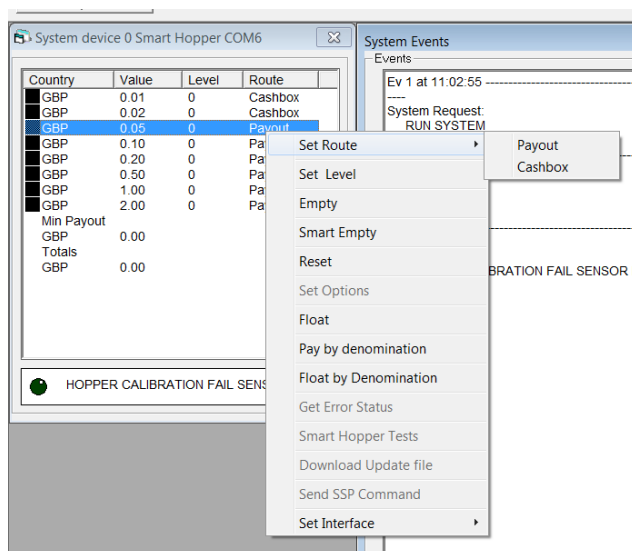 System device 0 Smart Hopper COM6
Country Value Level Route
GBP 0.01 0 Cashbox
GBP 0.02 0 Cashbox
GBP 0.05 0 Payout
GBP 0.10 0 Pa
GBP 0.20 0 Pa
GBP 0.50 0 Pa
GBP 1.00 0 Pa
GBP 2.00 0 Pa
Min Payout
GBP 0.00
Totals
GBP 0.00
HOPPER CALIBRATION FAIL SENS
Set Route
Set Level
Empty
Smart Empty
Reset
Set Options
Float
Pay by denomination
Float by Denomination
Get Error Status
Smart Hopper Tests
Download Update file
Send SSP Command
Set Interface
Payout
Cashbox
System Events
Events
Ev 1 at 11:02:55 ------------------------------------
----
System Request:
RUN SYSTEM
BRATION FAIL SENSOR